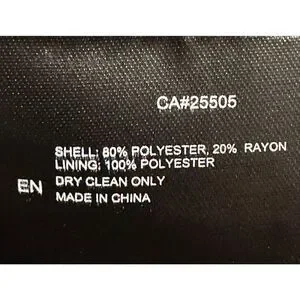 CA#25505
SHELL: 80% POLYESTER, 20% RAYON
LINING: 100% POLYESTER
EN DRY CLEAN ONLY
MADE IN CHINA